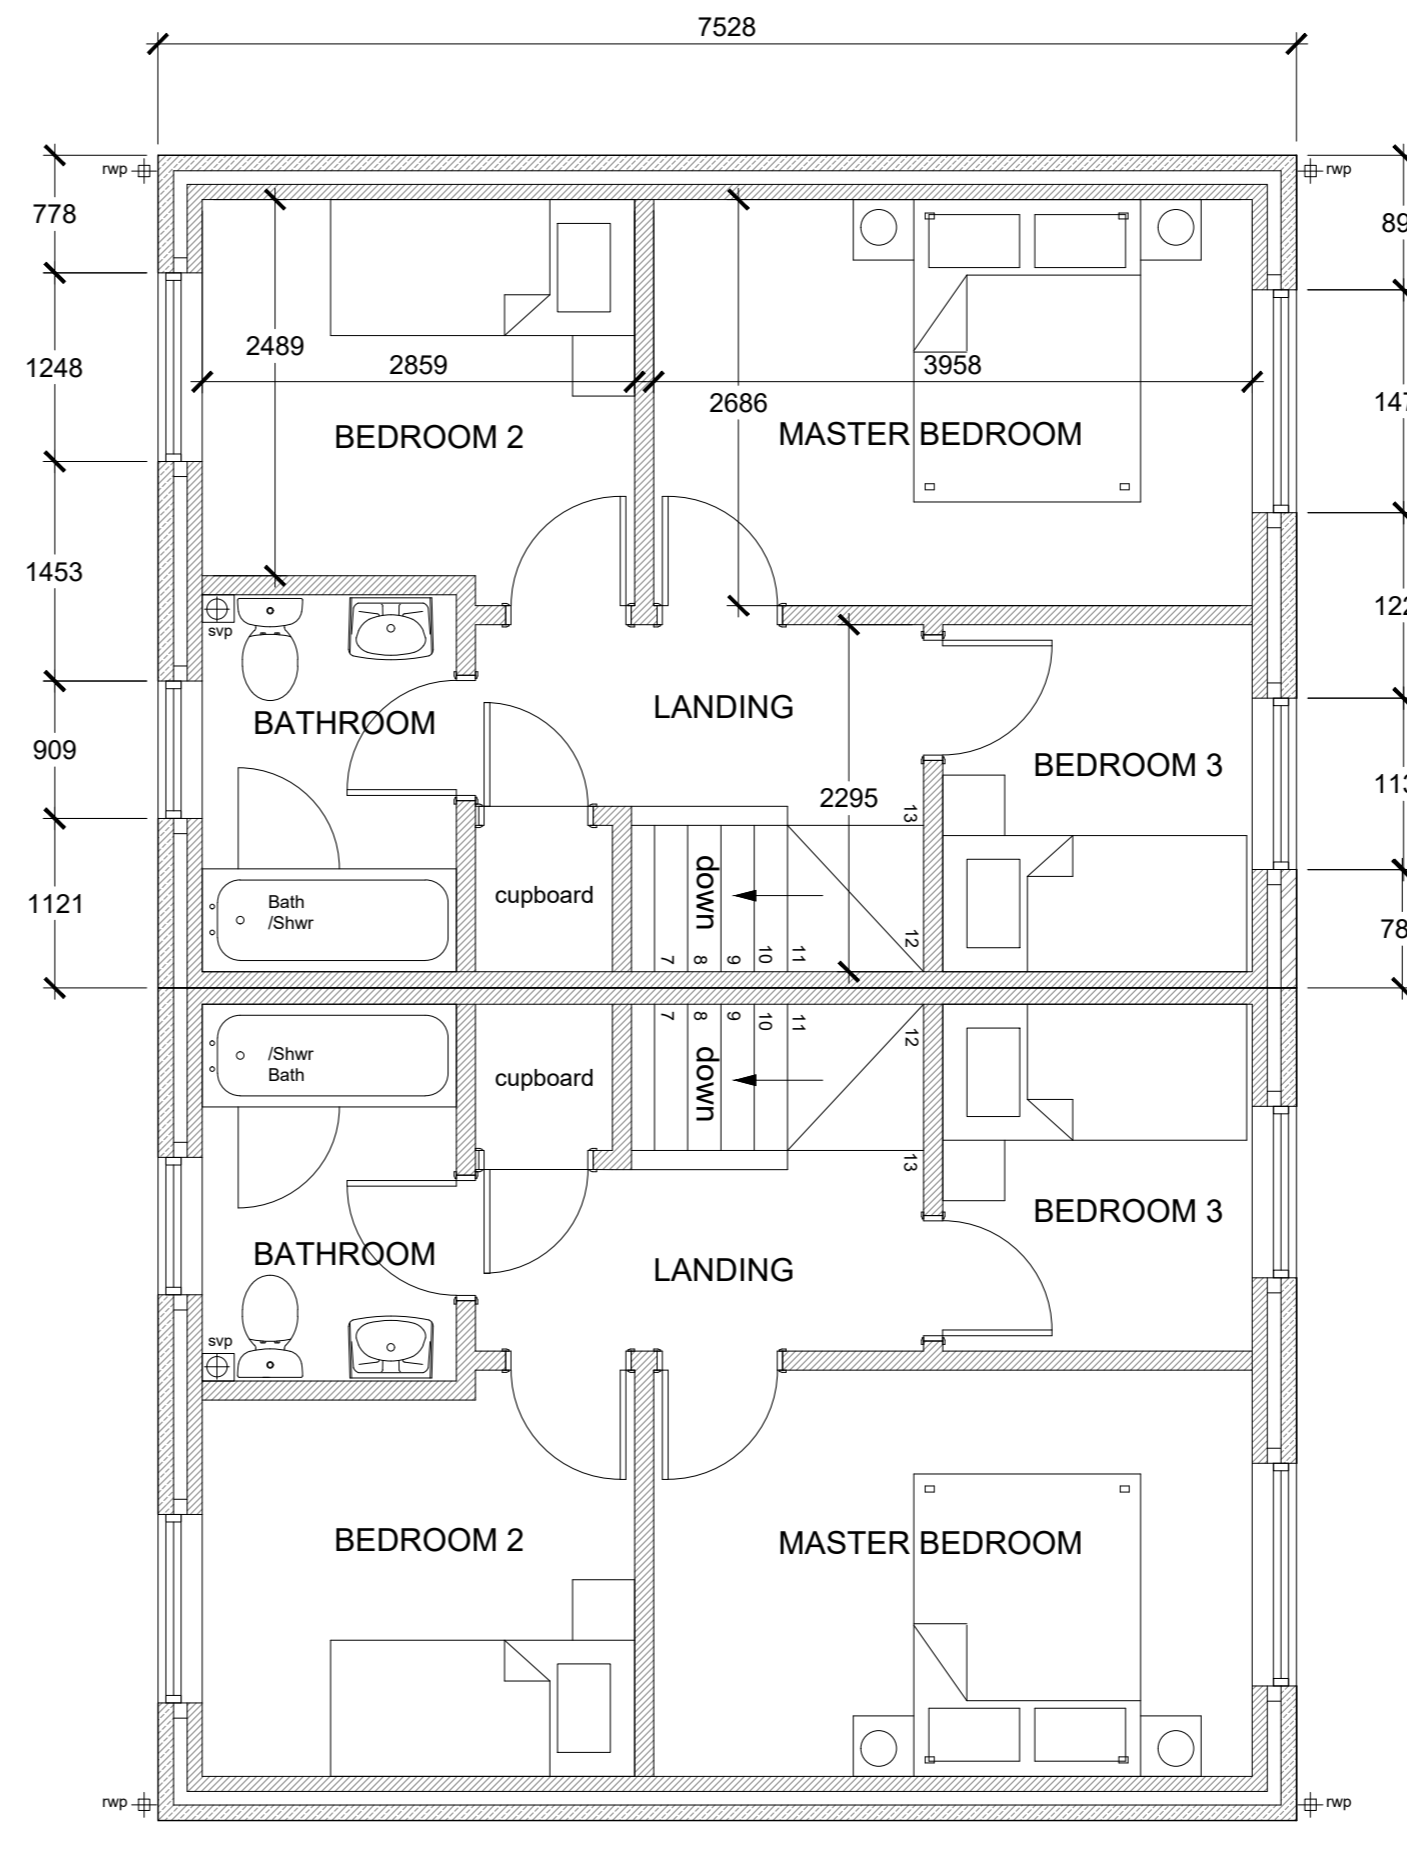 7528
rwp
rwp
778
89
2489
1248
2859
3958
147
2686
BEDROOM 2
MASTER BEDROOM
1453
122
svp
BATHROOM
LANDING
909
BEDROOM 3
113
2295
13
1121
Bath
/Shwr
cupboard
down
78
7
8
9
10
11
12
7
8
9
10
11
12
/Shwr
Bath
cupboard
down
13
BEDROOM 3
BATHROOM
LANDING
svp
BEDROOM 2
MASTER BEDROOM
rwp
rwp